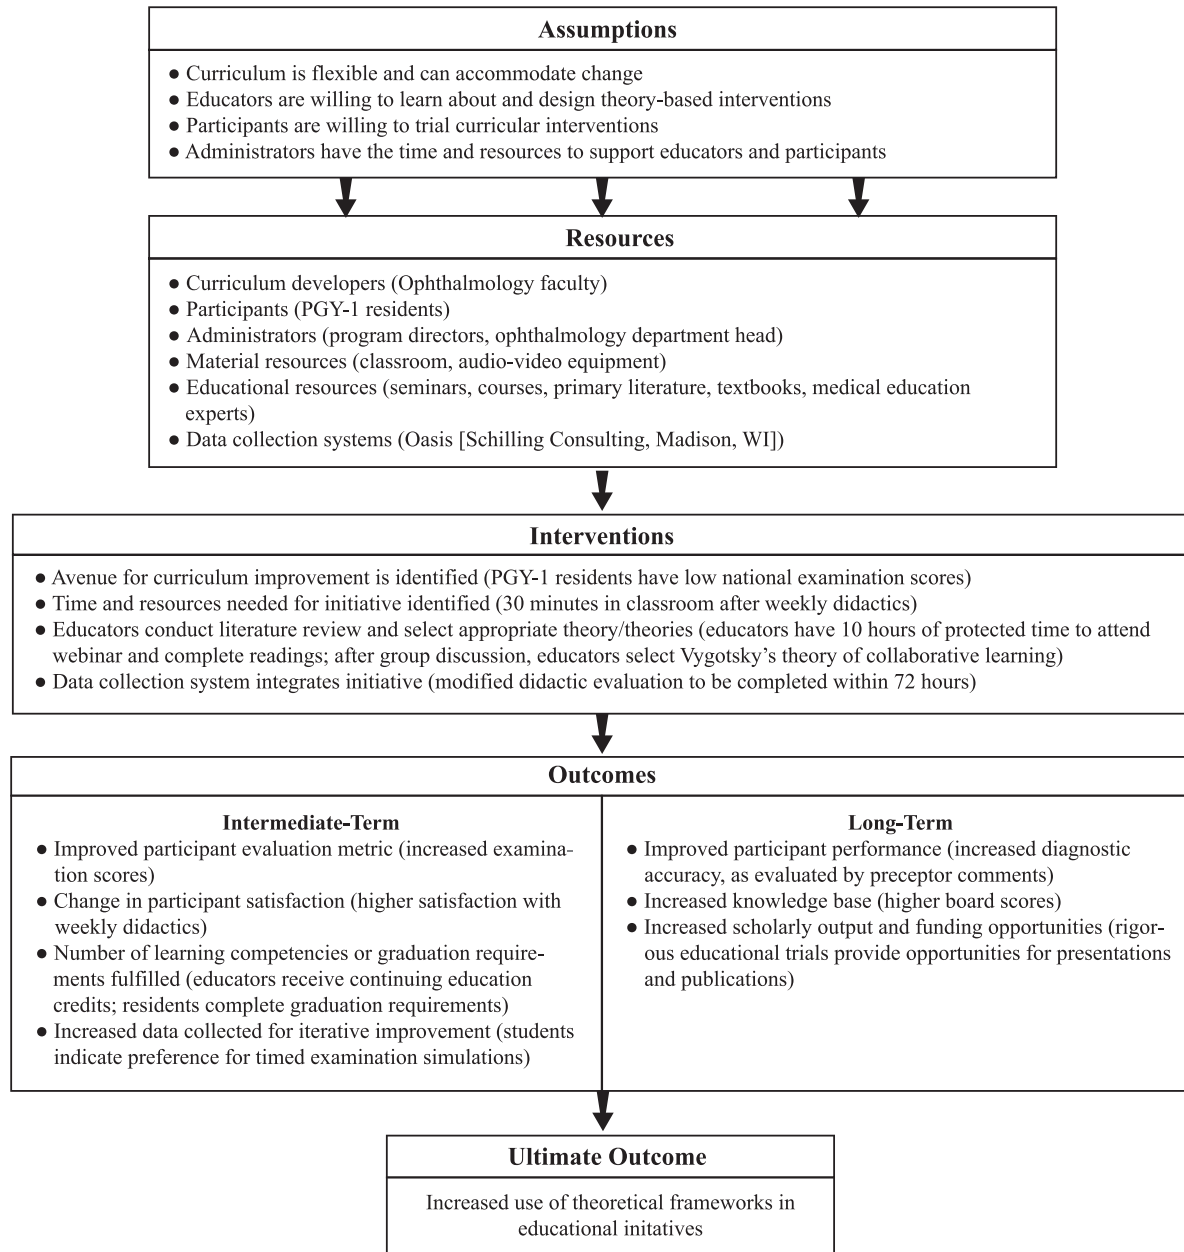 Assumptions
● Curriculum is flexible and can accommodate change
● Educators are willing to learn about and design theory-based interventions
● Participants are willing to trial curricular interventions
● Administrators have the time and resources to support educators and participants
Resources
● Curriculum developers (Ophthalmology faculty)
● Participants (PGY-1 residents)
● Administrators (program directors, ophthalmology department head)
● Material resources (classroom, audio-video equipment)
● Educational resources (seminars, courses, primary literature, textbooks, medical education
experts)
● Data collection systems (Oasis [Schilling Consulting, Madison, WI])
Interventions
● Avenue for curriculum improvement is identified (PGY-1 residents have low national examination scores)
● Time and resources needed for initiative identified (30 minutes in classroom after weekly didactics)
● Educators conduct literature review and select appropriate theory/theories (educators have 10 hours of protected time to attend
webinar and complete readings; after group discussion, educators select Vygotsky’s theory of collaborative learning)
● Data collection system integrates initiative (modified didactic evaluation to be completed within 72 hours)
Outcomes
Intermediate-Term
● Improved participant evaluation metric (increased examina-
tion scores)
● Change in participant satisfaction (higher satisfaction with
weekly didactics)
● Number of learning competencies or graduation require-
ments fulfilled (educators receive continuing education
credits; residents complete graduation requirements)
● Increased data collected for iterative improvement (students
indicate preference for timed examination simulations)
Long-Term
● Improved participant performance (increased diagnostic
accuracy, as evaluated by preceptor comments)
● Increased knowledge base (higher board scores)
● Increased scholarly output and funding opportunities (rigor-
ous educational trials provide opportunities for presentations
and publications)
Ultimate Outcome
Increased use of theoretical frameworks in
educational initatives